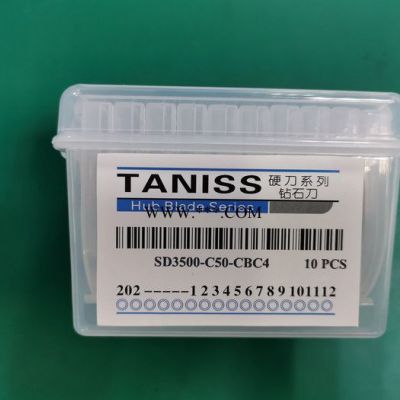 TANISS 硬刀系列
Hub Blade Series 钻石刀
WWW.***.COM
SD3500-C50-CBC4 10 PCS
202-----1 2 3 4 5 6 7 8 9 10 11 12